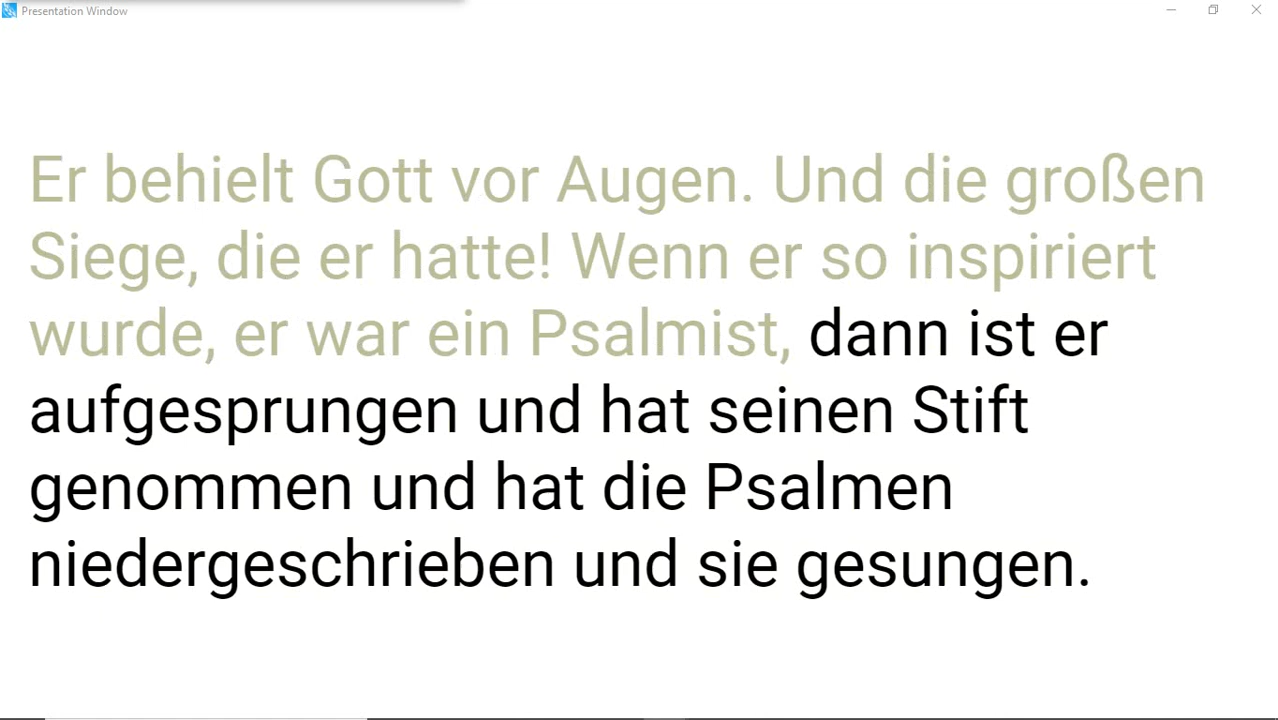 Presentation Window
Er behielt Gott vor Augen. Und die großen
Siege, die er hatte! Wenn er so inspiriert
wurde, er war ein Psalmist, dann ist er
aufgesprungen und hat seinen Stift
genommen und hat die Psalmen
niedergeschrieben und sie gesungen.